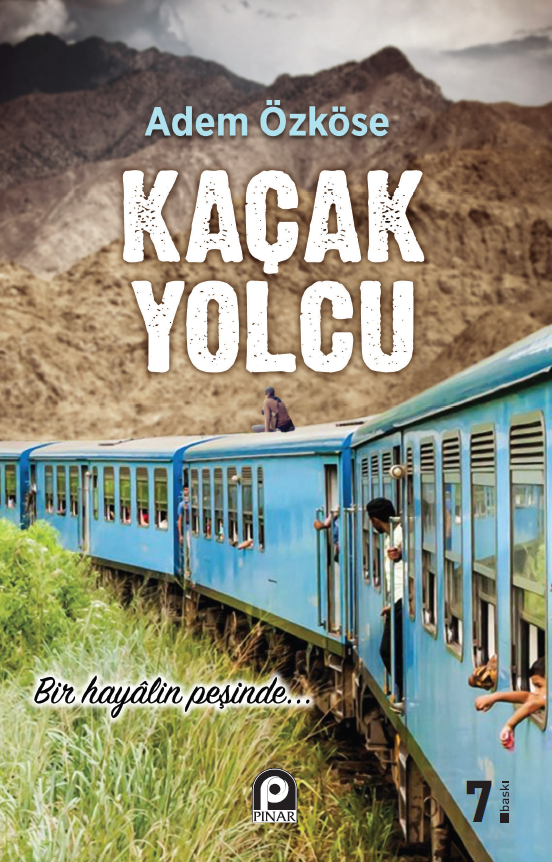 Adem Özköse
KAÇAK
YOLCU
Bir hayâlin peşinde...
P
PINAR
7.
baskı